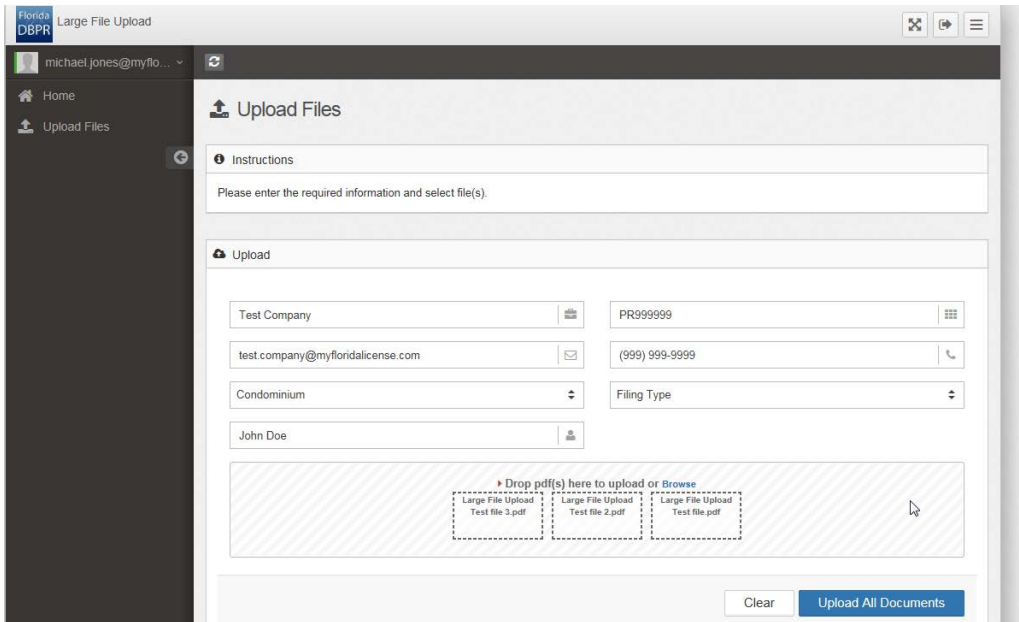 Florida
DBPR
Large File Upload
michael.jones@myflo...
Home
Upload Files
Upload Files
Instructions
Please enter the required information and select file(s).
Upload
Test Company
PR999999
test.company@myfloridalicense.com
(999) 999-9999
Condominium
Filing Type
John Doe
Drop pdf(s) here to upload or Browse
Large File Upload
Test file 3.pdf
Large File Upload
Test file 2.pdf
Large File Upload
Test file.pdf
Clear
Upload All Documents